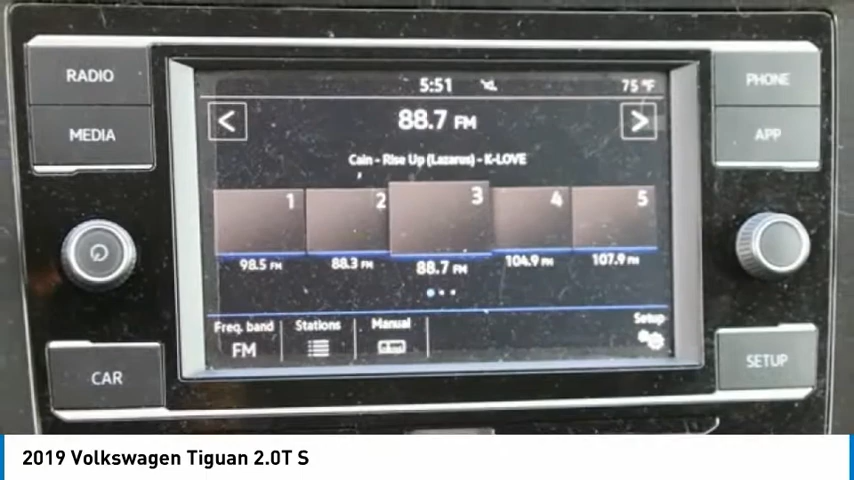 RADIO
MEDIA
CAR
PHONE
APP
SETUP
5:51 75 °F
< 88.7 FM >
Cain - Rise Up (Lazarus) - K-LOVE
1 2 3 4 5
98.5 FM 88.3 FM 88.7 FM 104.9 FM 107.9 FM
Freq. band Stations Manual Setup
FM
2019 Volkswagen Tiguan 2.0T S